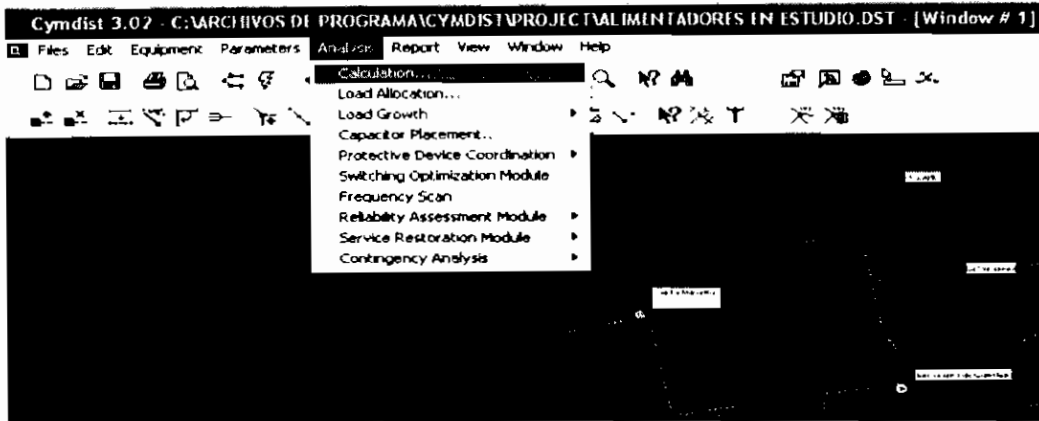 Cymdist 3.02 - C:\ARCHIVOS DE PROGRAMA\CYMDIST\PROJECT\ALIMENTADORES EN ESTUDIO.DST - [Window # 1]
Files Edit Equipment Parameters Analysis Report View Window Help
Calculation...
Load Allocation...
Load Growth
Capacitor Placement..
Protective Device Coordination
Switching Optimization Module
Frequency Scan
Reliability Assessment Module
Service Restoration Module
Contingency Analysis